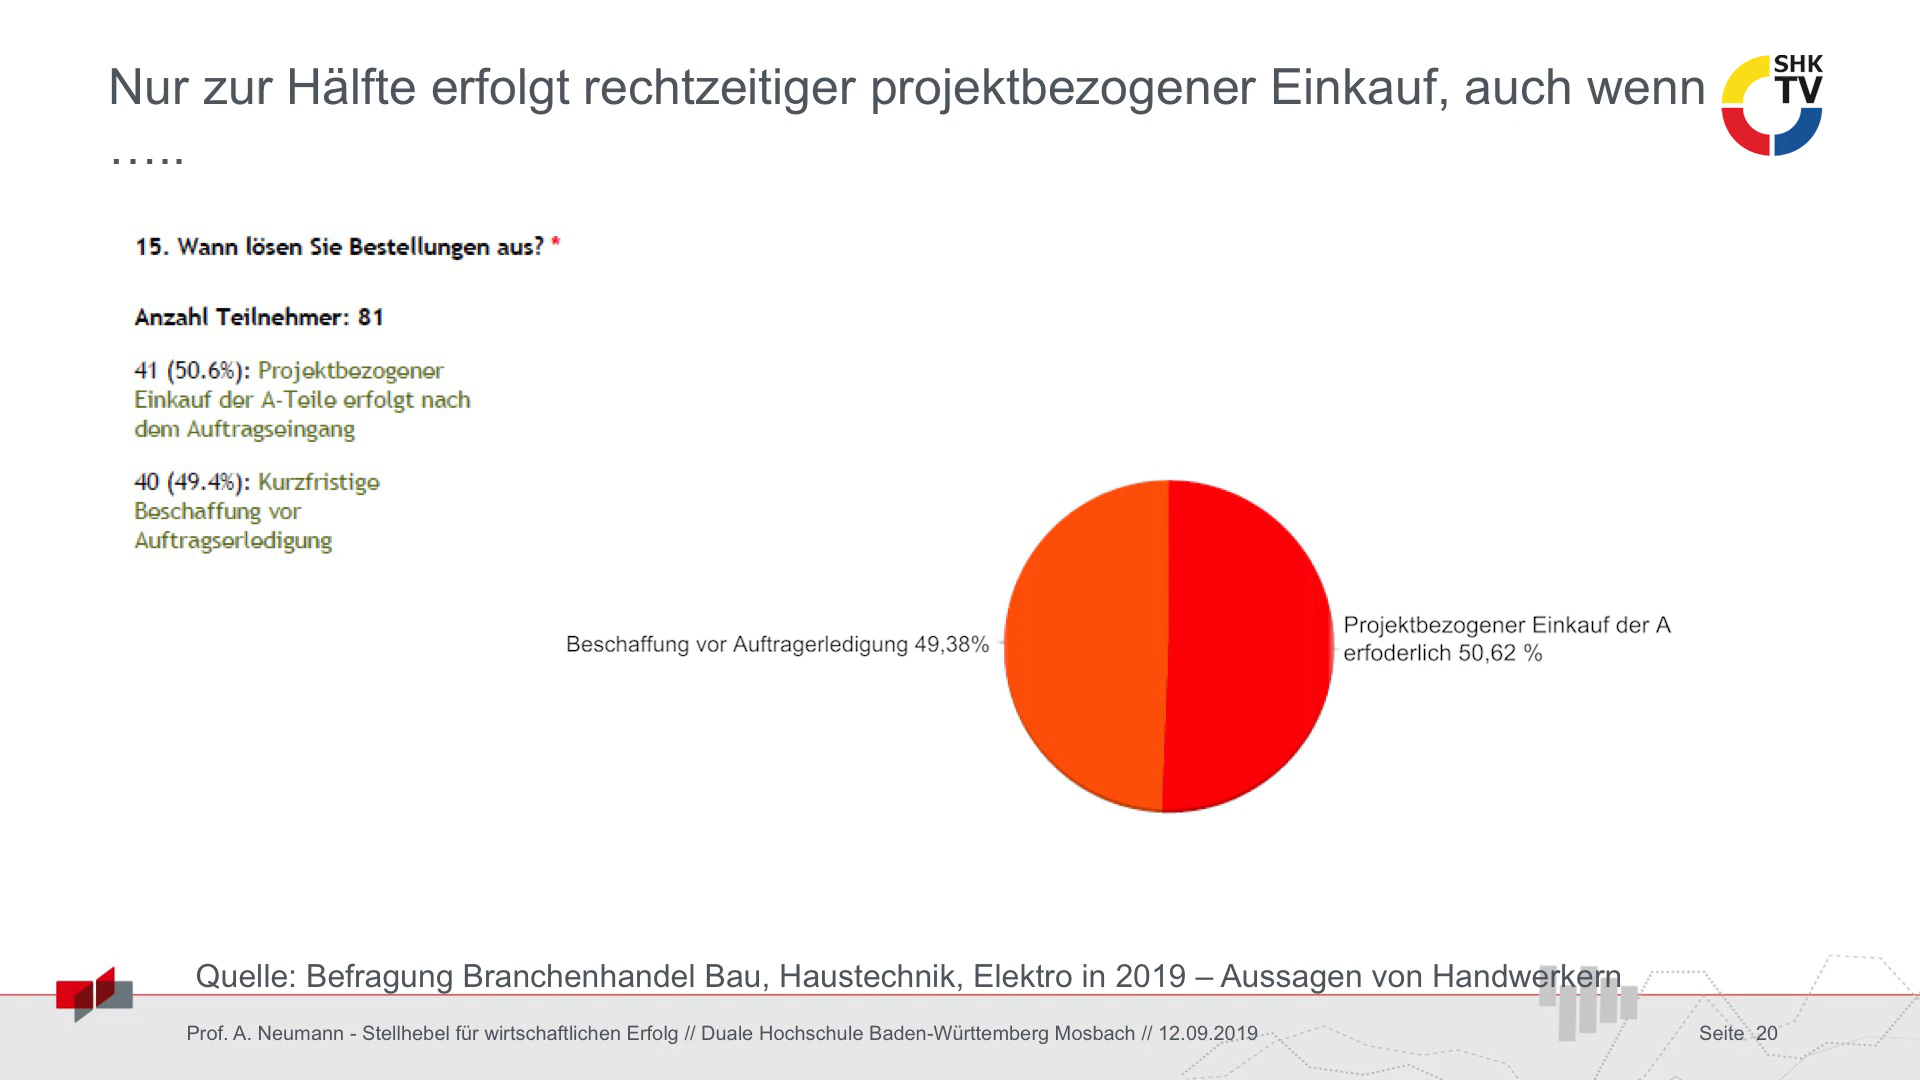 Nur zur Hälfte erfolgt rechtzeitiger projektbezogener Einkauf, auch wenn
…..
SHK
TV
15. Wann lösen Sie Bestellungen aus? *
Anzahl Teilnehmer: 81
41 (50.6%): Projektbezogener
Einkauf der A-Teile erfolgt nach
dem Auftragseingang
40 (49.4%): Kurzfristige
Beschaffung vor
Auftragserledigung
Beschaffung vor Auftragerledigung 49,38%
Projektbezogener Einkauf der A
erfoderlich 50,62 %
Quelle: Befragung Branchenhandel Bau, Haustechnik, Elektro in 2019 – Aussagen von Handwerkern
Prof. A. Neumann - Stellhebel für wirtschaftlichen Erfolg // Duale Hochschule Baden-Württemberg Mosbach // 12.09.2019
Seite 20